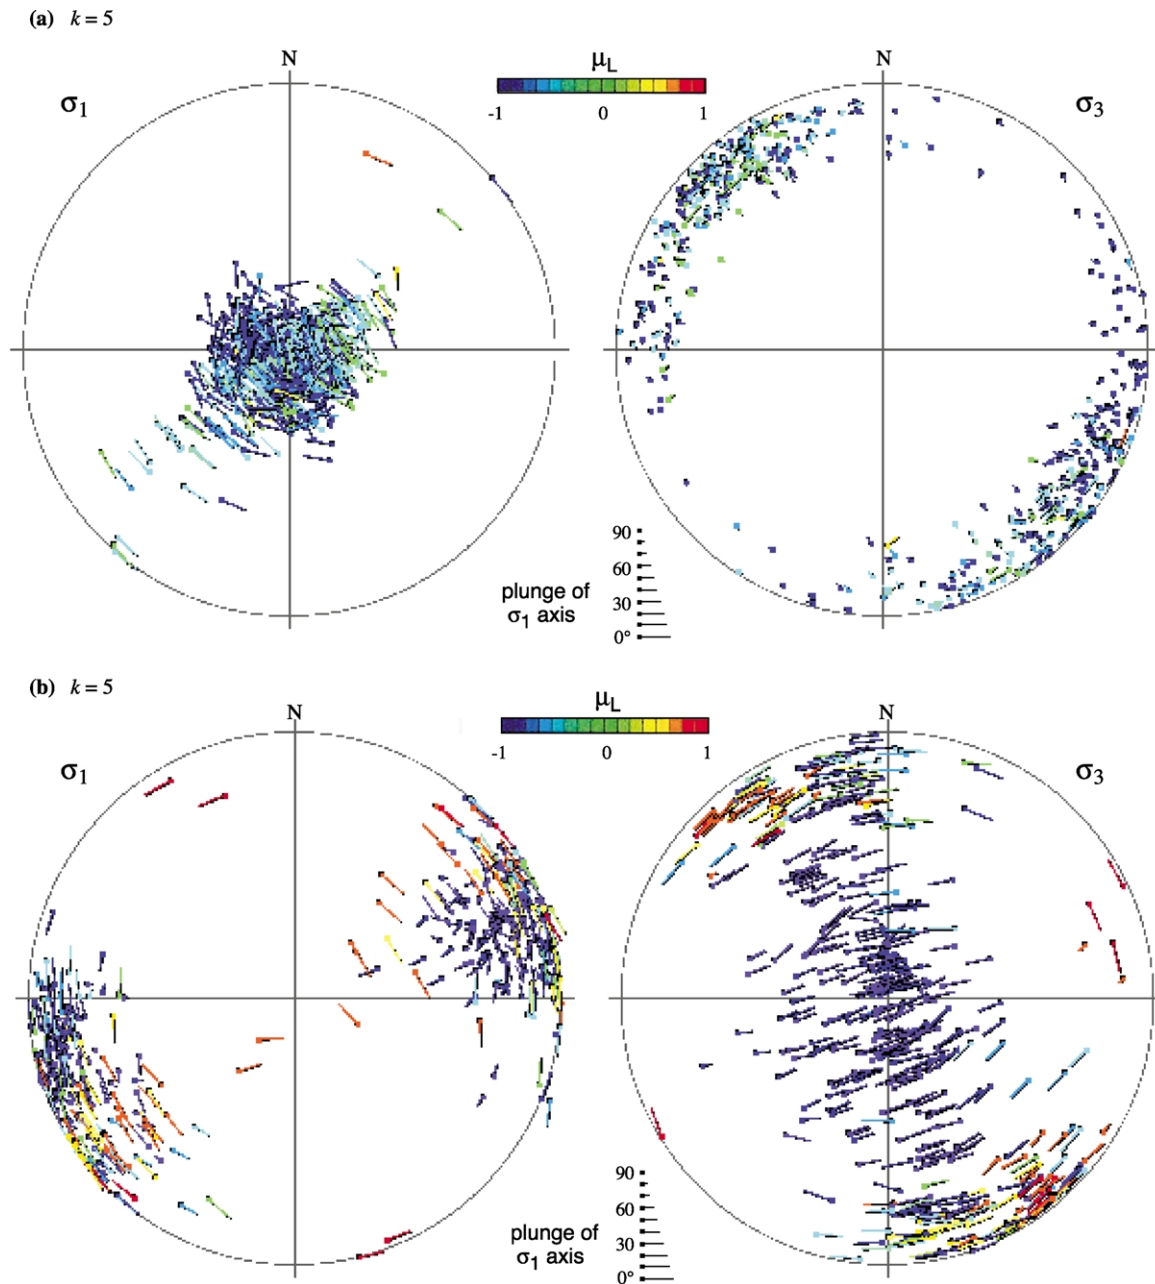 (a) k = 5
N
μL
N
σ1
-1 0 1
σ3
90
60
plunge of
σ1 axis
30
0°
(b) k = 5
N
μL
N
σ1
-1 0 1
σ3
90
60
plunge of
σ1 axis
30
0°